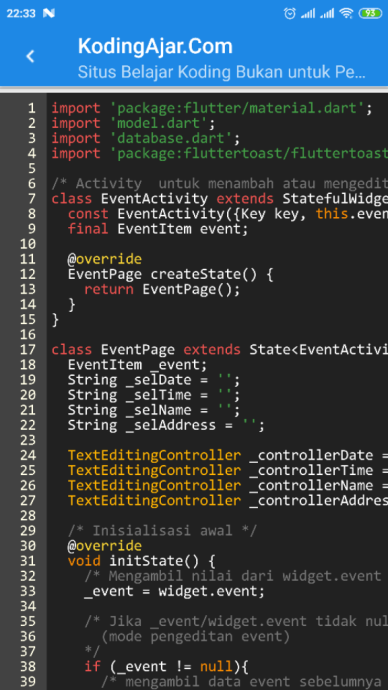 22:33
93
KodingAjar.Com
Situs Belajar Koding Bukan untuk Pe...
1 import 'package:flutter/material.dart';
2 import 'model.dart';
3 import 'database.dart';
4 import 'package:fluttertoast/fluttertoast
5
6 /* Activity  untuk menambah atau mengedit
7 class EventActivity extends StatefulWidge
8   const EventActivity({Key key, this.even
9   final EventItem event;
10
11   @override
12   EventPage createState() {
13     return EventPage();
14   }
15 }
16
17 class EventPage extends State<EventActivi
18   EventItem _event;
19   String _selDate = '';
20   String _selTime = '';
21   String _selName = '';
22   String _selAddress = '';
23
24   TextEditingController _controllerDate =
25   TextEditingController _controllerTime =
26   TextEditingController _controllerName =
27   TextEditingController _controllerAddres
28
29   /* Inisialisasi awal */
30   @override
31   void initState() {
32     /* Mengambil nilai dari widget.event
33     _event = widget.event;
34
35     /* Jika _event/widget.event tidak nul
36       (mode pengeditan event)
37     */
38     if (_event != null){
39       /* mengambil data event sebelumnya